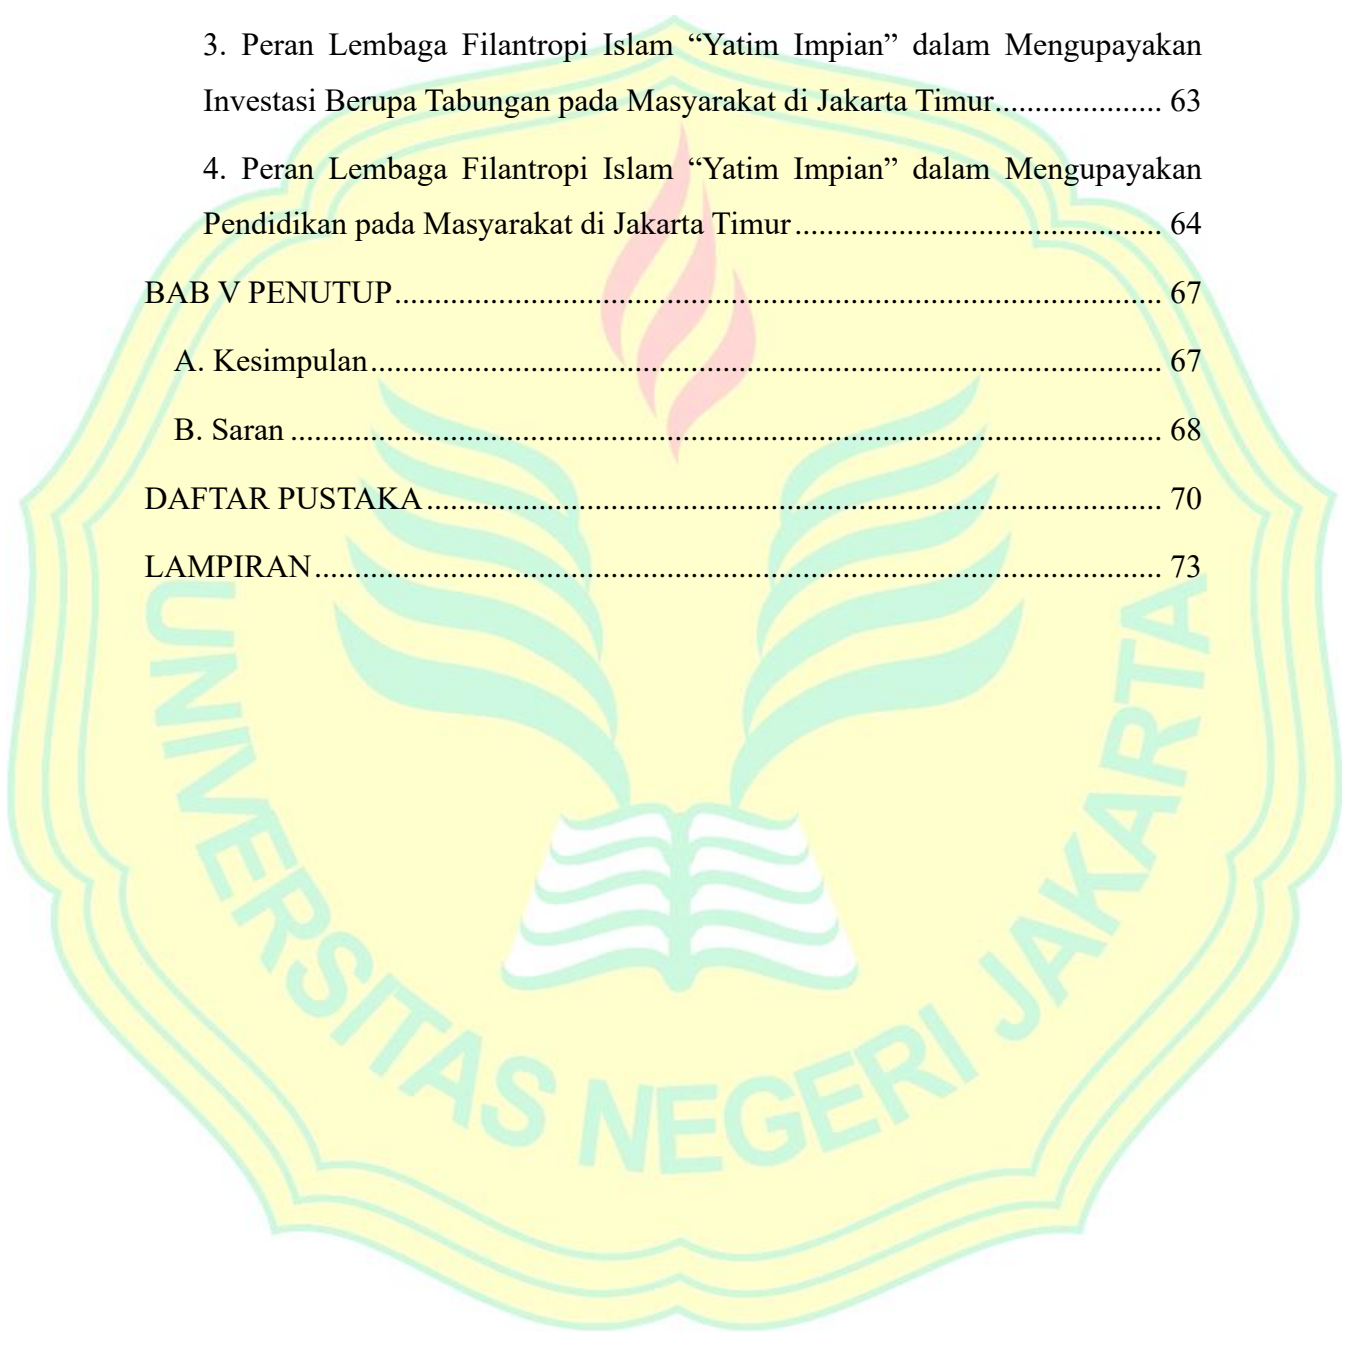 3. Peran Lembaga Filantropi Islam “Yatim Impian” dalam Mengupayakan
Investasi Berupa Tabungan pada Masyarakat di Jakarta Timur..................... 63
4. Peran Lembaga Filantropi Islam “Yatim Impian” dalam Mengupayakan
Pendidikan pada Masyarakat di Jakarta Timur.............................................. 64
BAB V PENUTUP................................................................................................ 67
A. Kesimpulan................................................................................................... 67
B. Saran ............................................................................................................. 68
DAFTAR PUSTAKA............................................................................................ 70
LAMPIRAN.......................................................................................................... 73
UNIVERSITAS NEGERI JAKARTA